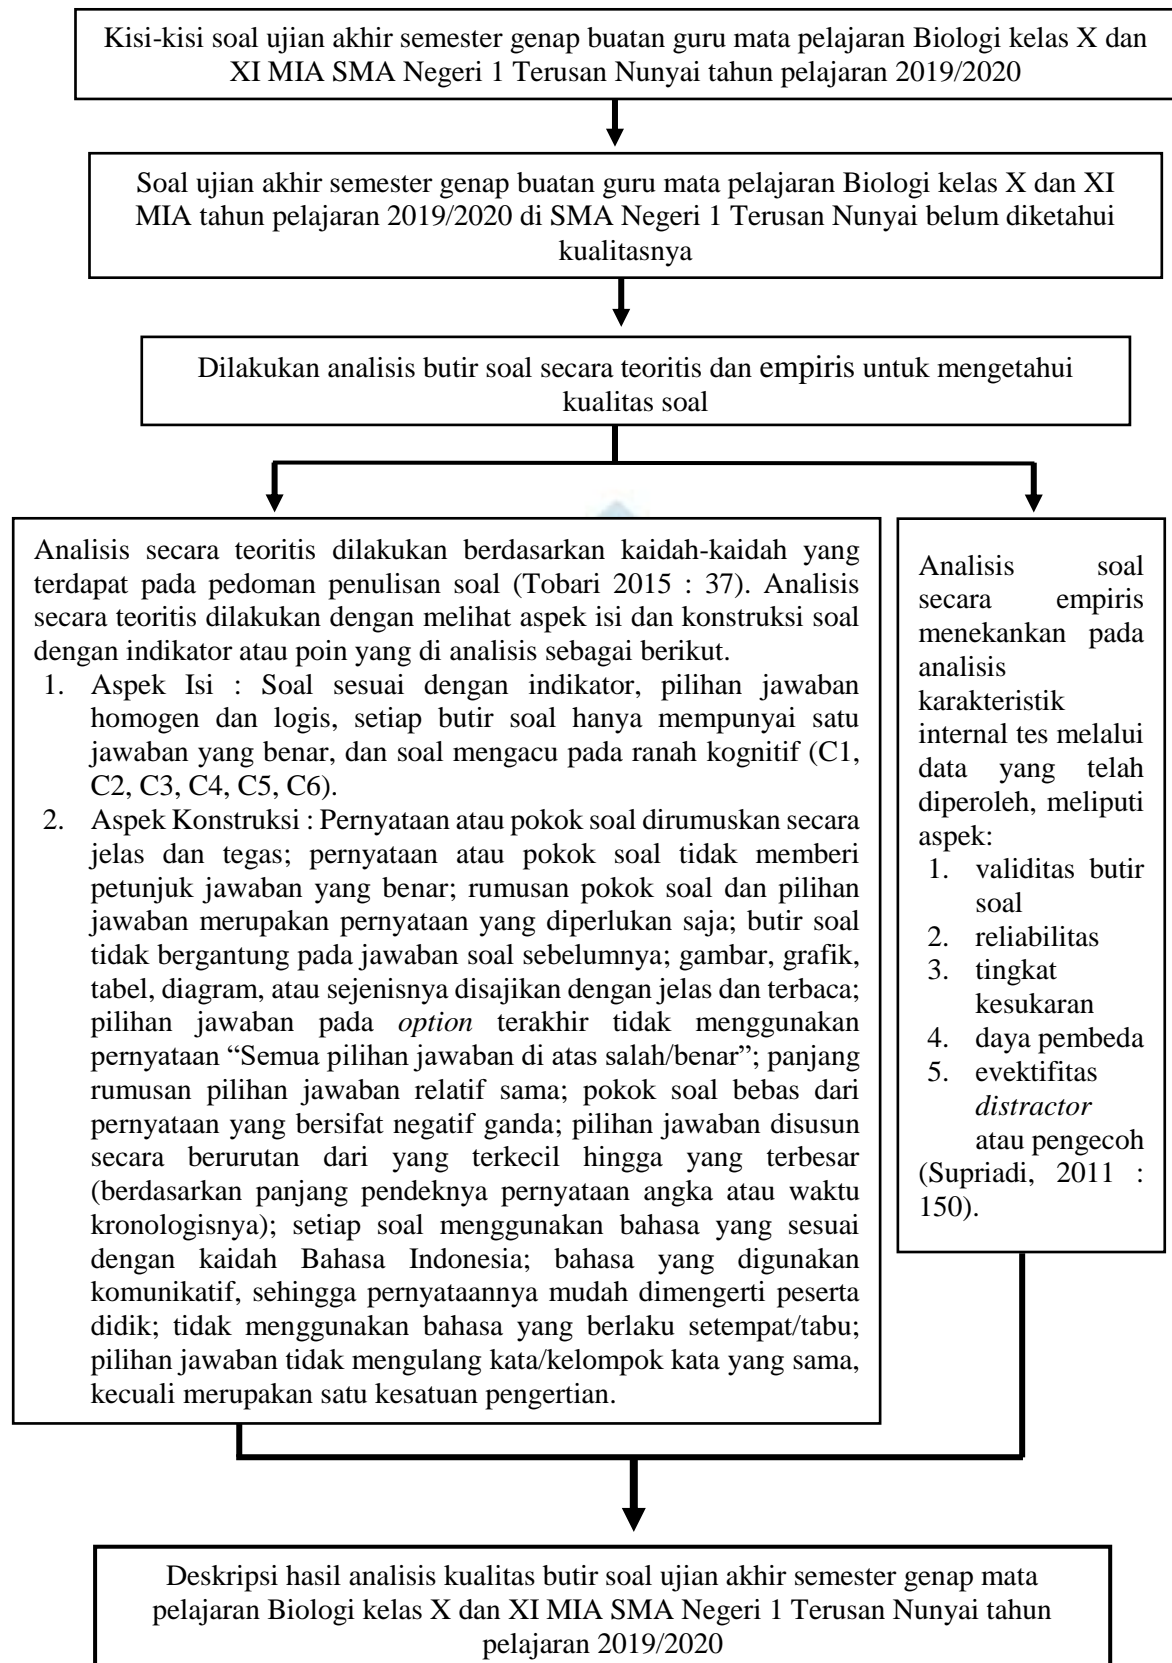 Kisi-kisi soal ujian akhir semester genap buatan guru mata pelajaran Biologi kelas X dan
XI MIA SMA Negeri 1 Terusan Nunyai tahun pelajaran 2019/2020
Soal ujian akhir semester genap buatan guru mata pelajaran Biologi kelas X dan XI
MIA tahun pelajaran 2019/2020 di SMA Negeri 1 Terusan Nunyai belum diketahui
kualitasnya
Dilakukan analisis butir soal secara teoritis dan empiris untuk mengetahui
kualitas soal
Analisis secara teoritis dilakukan berdasarkan kaidah-kaidah yang
terdapat pada pedoman penulisan soal (Tobari 2015 : 37). Analisis
secara teoritis dilakukan dengan melihat aspek isi dan konstruksi soal
dengan indikator atau poin yang di analisis sebagai berikut.
1. Aspek Isi : Soal sesuai dengan indikator, pilihan jawaban
homogen dan logis, setiap butir soal hanya mempunyai satu
jawaban yang benar, dan soal mengacu pada ranah kognitif (C1,
C2, C3, C4, C5, C6).
2. Aspek Konstruksi : Pernyataan atau pokok soal dirumuskan secara
jelas dan tegas; pernyataan atau pokok soal tidak memberi
petunjuk jawaban yang benar; rumusan pokok soal dan pilihan
jawaban merupakan pernyataan yang diperlukan saja; butir soal
tidak bergantung pada jawaban soal sebelumnya; gambar, grafik,
tabel, diagram, atau sejenisnya disajikan dengan jelas dan terbaca;
pilihan jawaban pada option terakhir tidak menggunakan
pernyataan “Semua pilihan jawaban di atas salah/benar”; panjang
rumusan pilihan jawaban relatif sama; pokok soal bebas dari
pernyataan yang bersifat negatif ganda; pilihan jawaban disusun
secara berurutan dari yang terkecil hingga yang terbesar
(berdasarkan panjang pendeknya pernyataan angka atau waktu
kronologisnya); setiap soal menggunakan bahasa yang sesuai
dengan kaidah Bahasa Indonesia; bahasa yang digunakan
komunikatif, sehingga pernyataannya mudah dimengerti peserta
didik; tidak menggunakan bahasa yang berlaku setempat/tabu;
pilihan jawaban tidak mengulang kata/kelompok kata yang sama,
kecuali merupakan satu kesatuan pengertian.
Analisis soal
secara empiris
menekankan pada
analisis
karakteristik
internal tes melalui
data yang telah
diperoleh, meliputi
aspek:
1. validitas butir
soal
2. reliabilitas
3. tingkat
kesukaran
4. daya pembeda
5. evektifitas
distractor
atau pengecoh
(Supriadi, 2011 :
150).
Deskripsi hasil analisis kualitas butir soal ujian akhir semester genap mata
pelajaran Biologi kelas X dan XI MIA SMA Negeri 1 Terusan Nunyai tahun
pelajaran 2019/2020